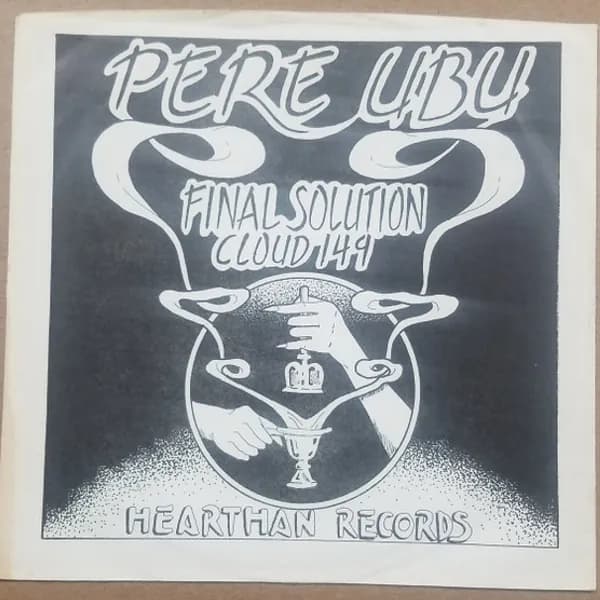 PERE UBU
FINAL SOLUTION
CLOUD 149
HEARTHAN RECORDS